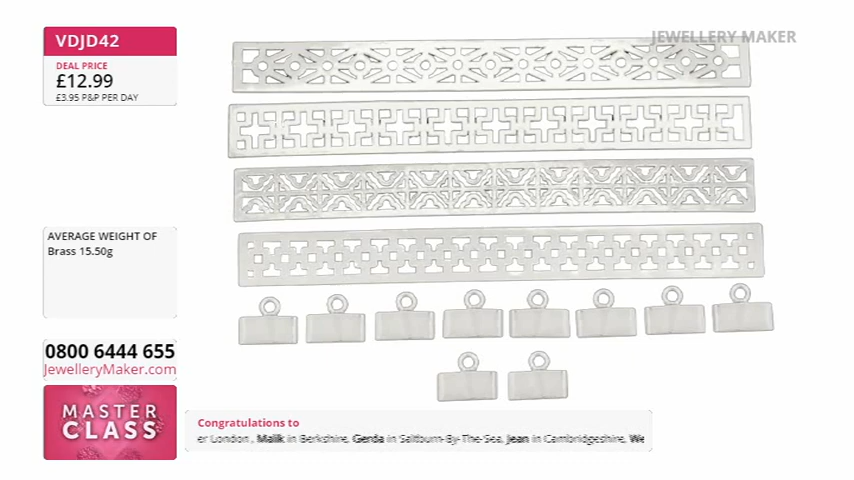 VDJD42
DEAL PRICE
£12.99
£3.95 P&P PER DAY
JEWELLERY MAKER
AVERAGE WEIGHT OF
Brass 15.50g
0800 6444 655
JewelleryMaker.com
MASTER
CLASS
Congratulations to
er London , Malik in Berkshire, Gerda in Saltburn-By-The-Sea, Jean in Cambridgeshire, We